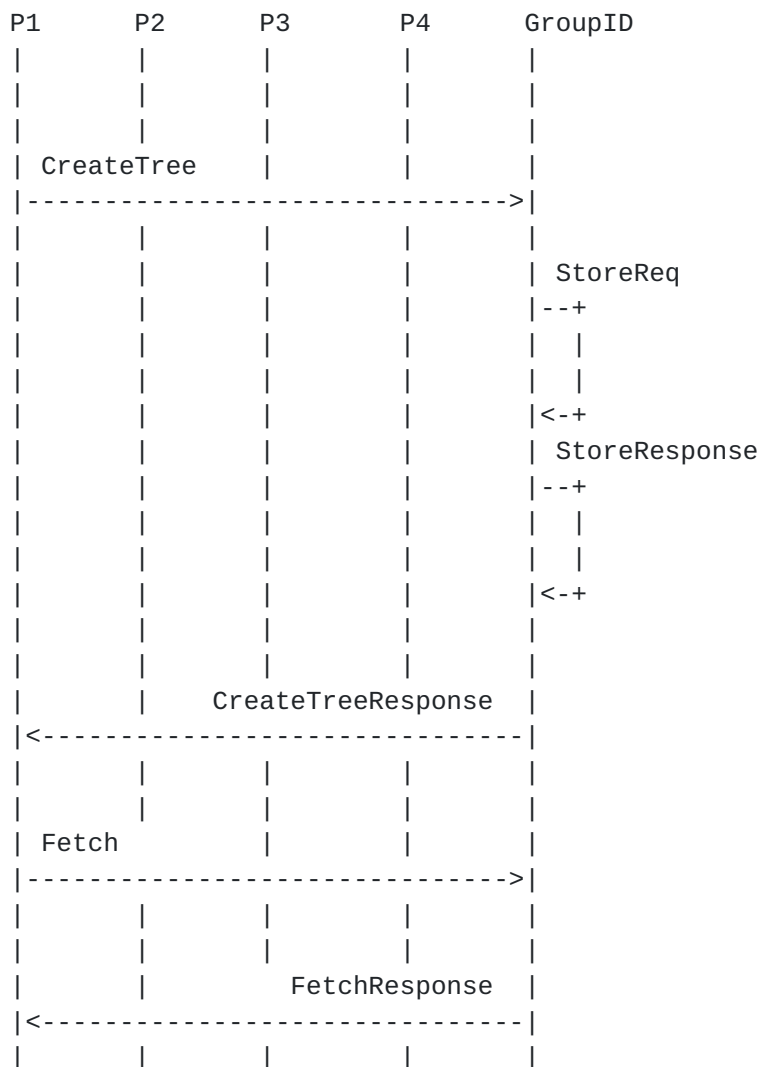 P1 P2 P3 P4 GroupID
| | | | |
| | | | |
| | | | |
| CreateTree | | |
|------------------------------->|
| | | | |
| | | | | StoreReq
| | | | |--+
| | | | | |
| | | | | |
| | | | |<-+
| | | | | StoreResponse
| | | | |--+
| | | | | |
| | | | | |
| | | | |<-+
| | | | |
| | | | |
| | CreateTreeResponse |
|<-------------------------------|
| | | | |
| | | | |
| Fetch | | |
|------------------------------->|
| | | | |
| | | | |
| | FetchResponse |
|<-------------------------------|
| | | | |